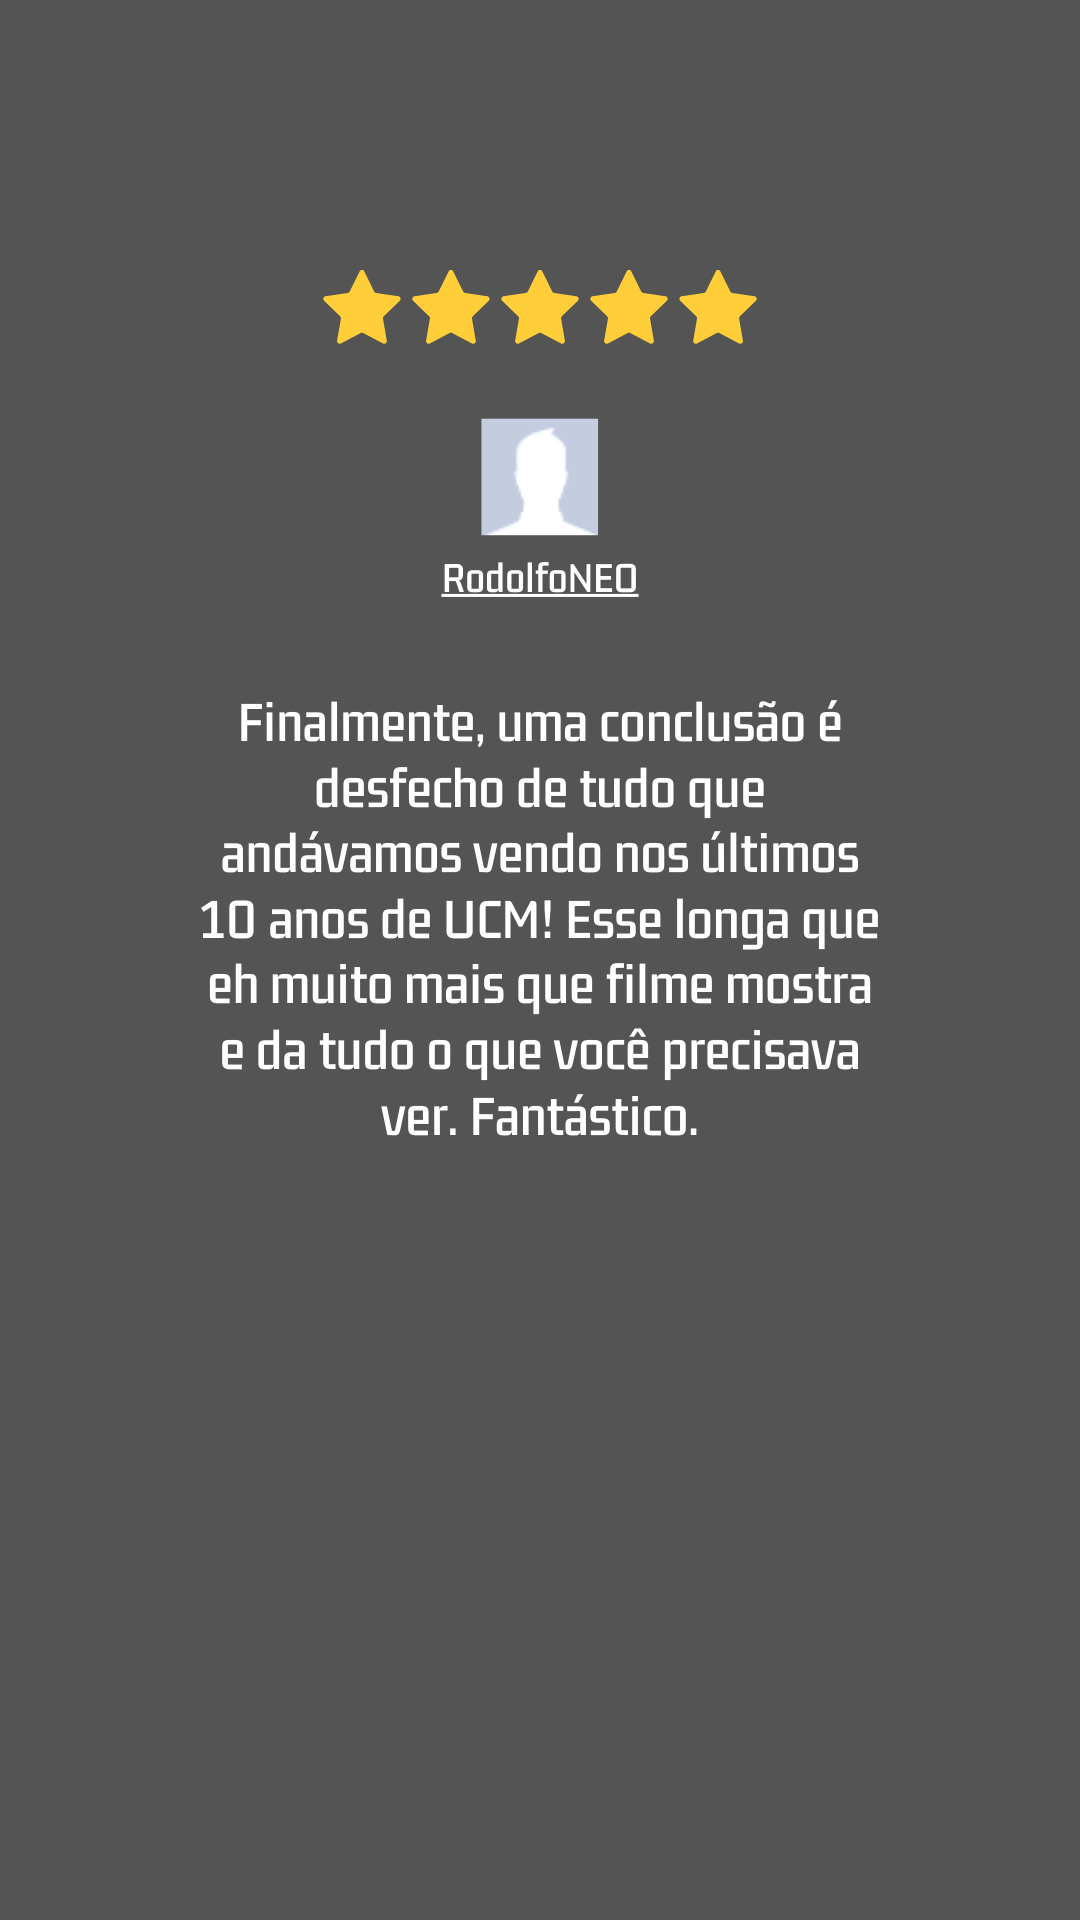 RodolfoNEO
Finalmente, uma conclusão é
desfecho de tudo que
andávamos vendo nos últimos
10 anos de UCM! Esse longa que
eh muito mais que filme mostra
e da tudo o que você precisava
ver. Fantástico.